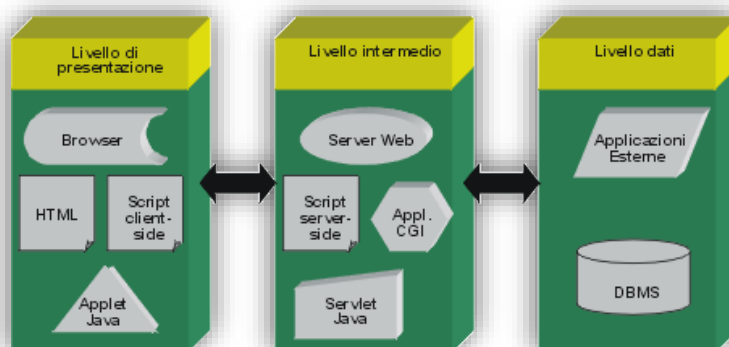 Livello di
presentazione
Browser
HTML
Script
client-
side
Applet
Java
Livello intermedio
Server Web
Script
server-
side
Appl.
CGI
Servlet
Java
Livello dati
Applicazioni
Esterne
DBMS